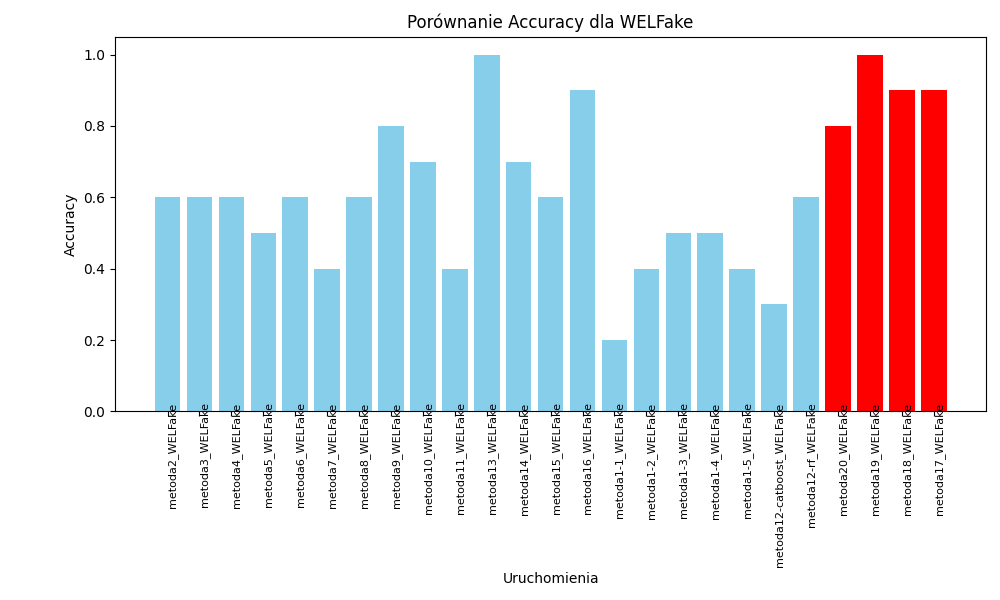 Porównanie Accuracy dla WELFake
Accuracy
1.0
0.8
0.6
0.4
0.2
0.0
metoda2_WELFake
metoda3_WELFake
metoda4_WELFake
metoda5_WELFake
metoda6_WELFake
metoda7_WELFake
metoda8_WELFake
metoda9_WELFake
metoda10_WELFake
metoda11_WELFake
metoda13_WELFake
metoda14_WELFake
metoda15_WELFake
metoda16_WELFake
metoda1-1_WELFake
metoda1-2_WELFake
metoda1-3_WELFake
metoda1-4_WELFake
metoda1-5_WELFake
metoda12-catboost_WELFake
metoda12-rf_WELFake
metoda20_WELFake
metoda19_WELFake
metoda18_WELFake
metoda17_WELFake
Uruchomienia